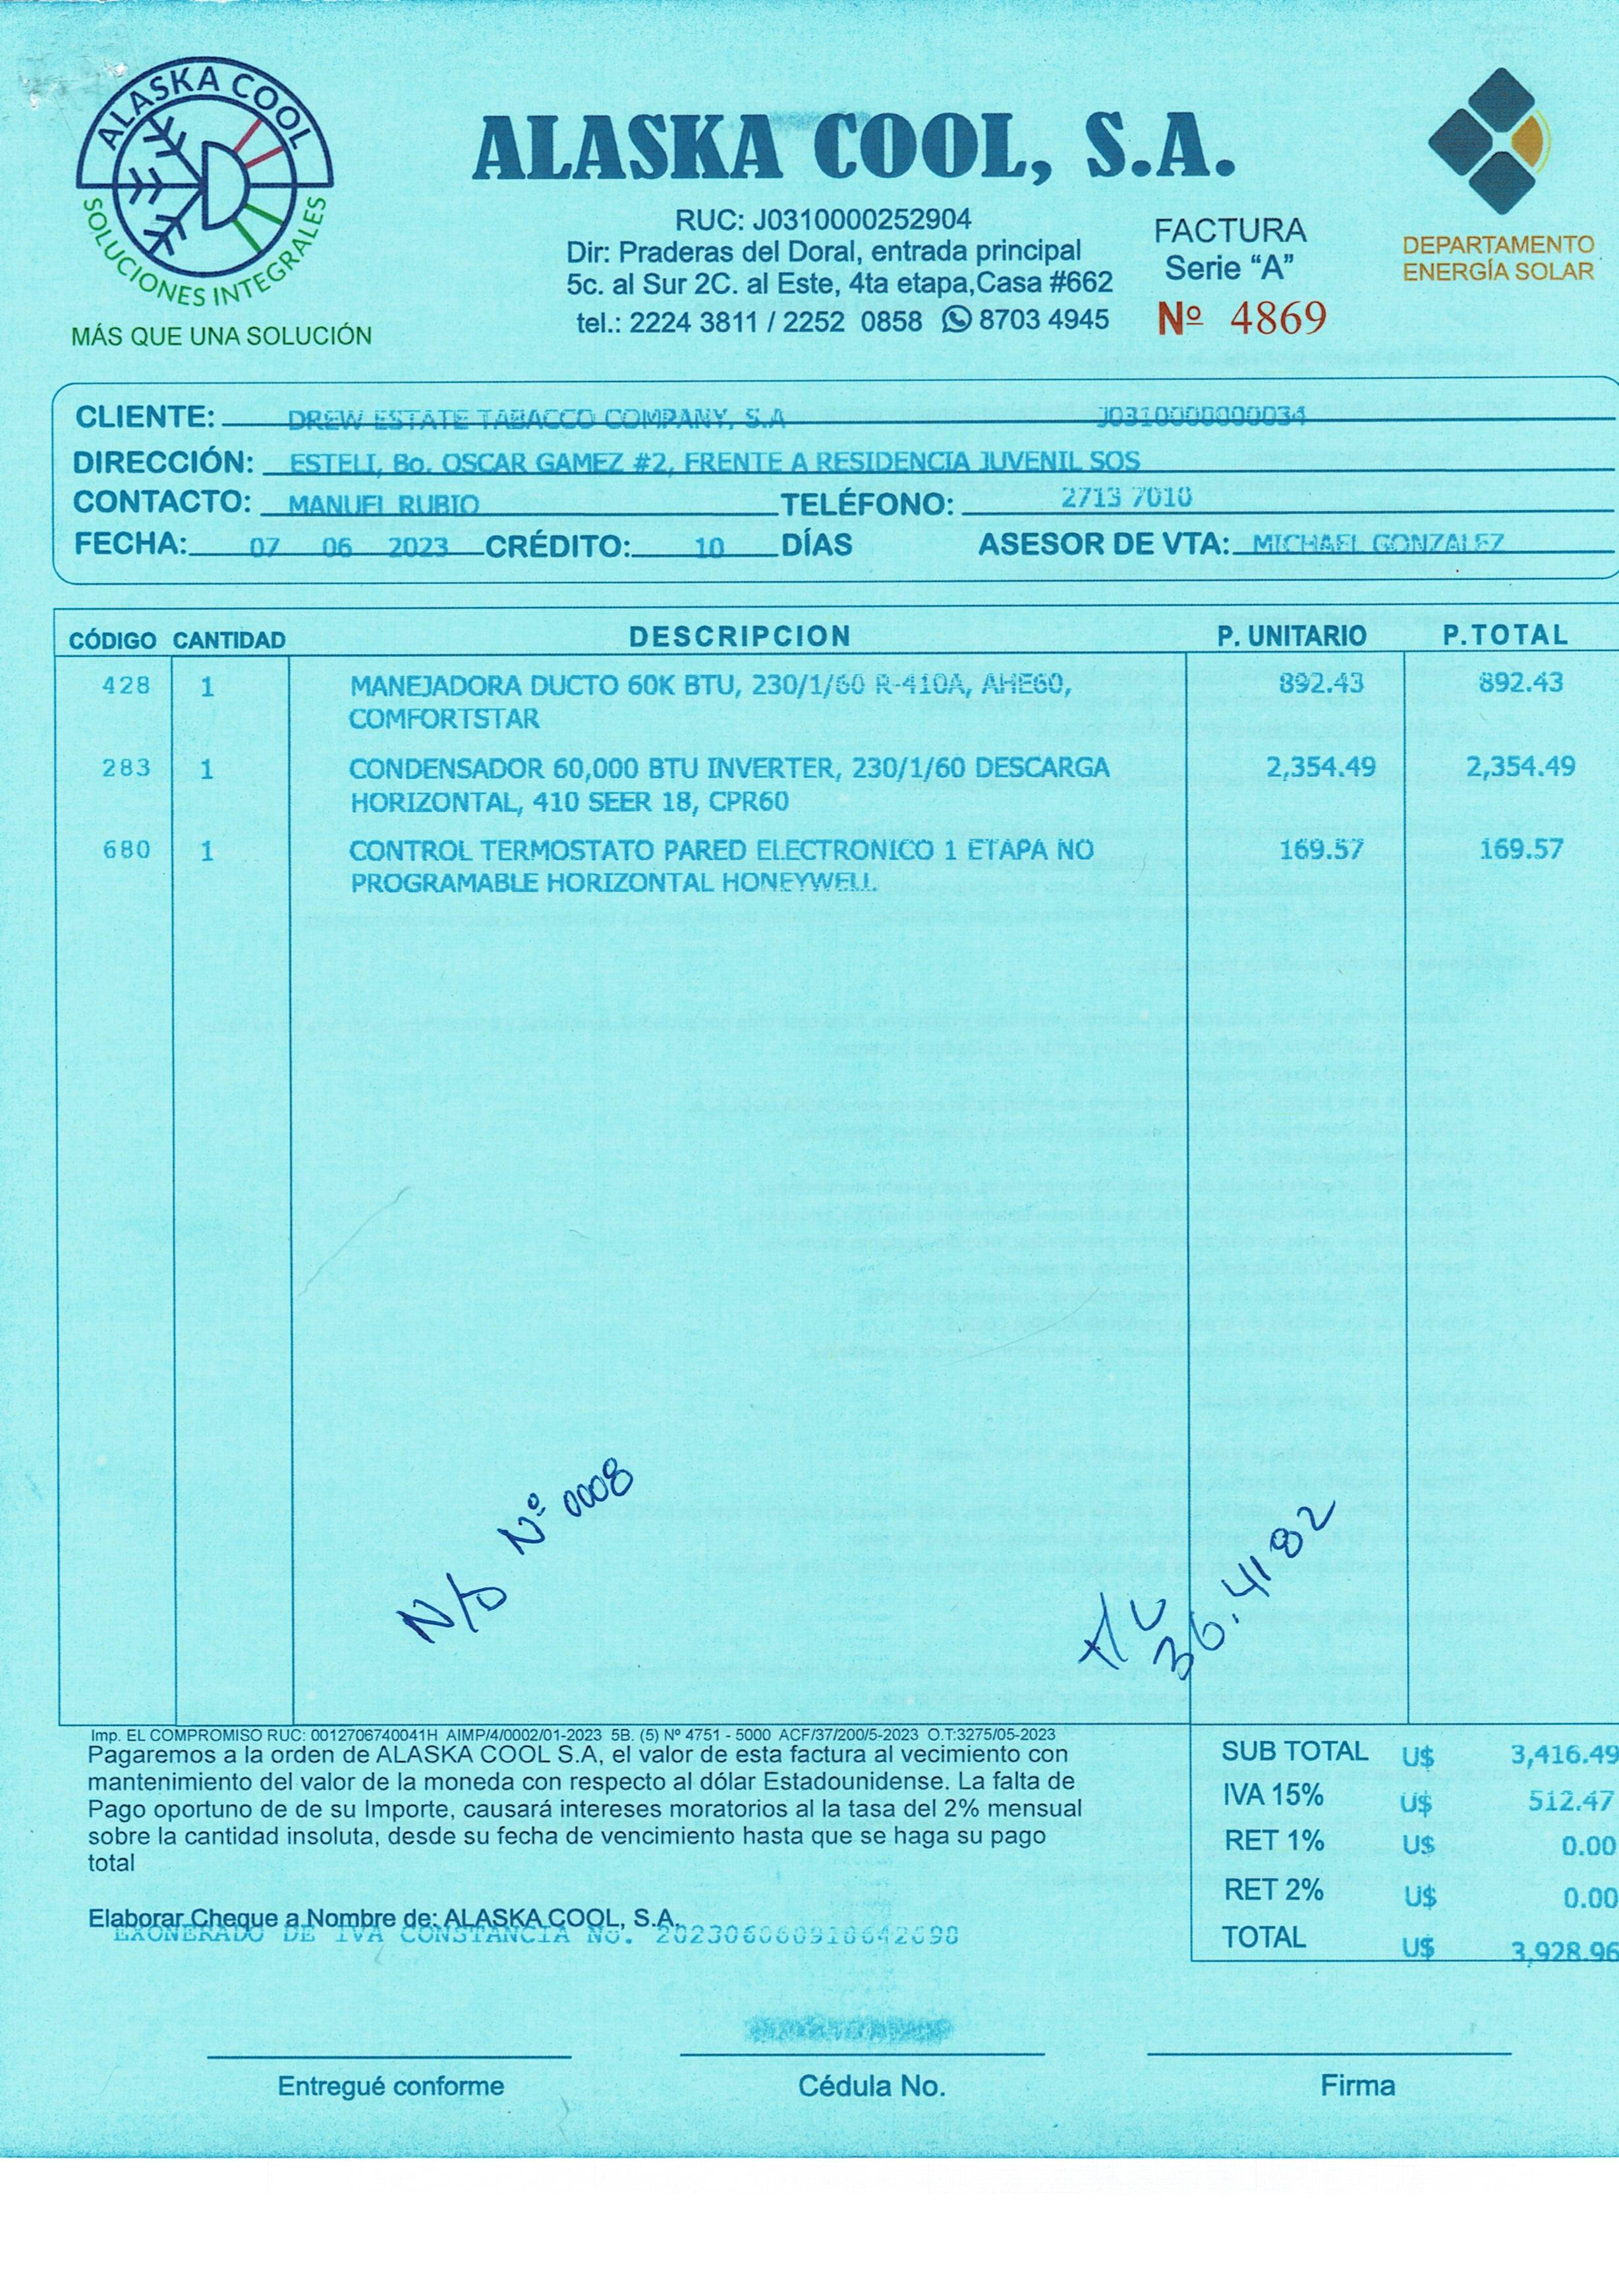 ALASKA COOL
SOLUCIONES INTEGRALES
MÁS QUE UNA SOLUCIÓN
ALASKA COOL, S.A.
RUC: J0310000252904
Dir: Praderas del Doral, entrada principal
5c. al Sur 2C. al Este, 4ta etapa,Casa #662
tel.: 2224 3811 / 2252 0858 8703 4945
FACTURA
Serie “A”
Nº 4869
DEPARTAMENTO
ENERGÍA SOLAR
CLIENTE: DREW ESTATE TABACCO COMPANY, S.A J0310000000034
DIRECCIÓN: ESTELI, Bo. OSCAR GAMEZ #2, FRENTE A RESIDENCIA JUVENIL SOS
CONTACTO: MANUEL RUBIO TELÉFONO: 2713 7010
FECHA: 07 06 2023 CRÉDITO: 10 DÍAS ASESOR DE VTA: MICHAEL GONZALEZ
CÓDIGO CANTIDAD DESCRIPCION P. UNITARIO P.TOTAL
428 1 MANEJADORA DUCTO 60K BTU, 230/1/60 R-410A, AHE60, 892.43 892.43
COMFORTSTAR
283 1 CONDENSADOR 60,000 BTU INVERTER, 230/1/60 DESCARGA 2,354.49 2,354.49
HORIZONTAL, 410 SEER 18, CPR60
680 1 CONTROL TERMOSTATO PARED ELECTRONICO 1 ETAPA NO 169.57 169.57
PROGRAMABLE HORIZONTAL HONEYWELL.
N/D Nº 0008
36.4182
Imp. EL COMPROMISO RUC: 0012706740041H AIMP/4/0002/01-2023 5B. (5) Nº 4751 - 5000 ACF/37/200/5-2023 O.T:3275/05-2023
Pagaremos a la orden de ALASKA COOL S.A, el valor de esta factura al vecimiento con
mantenimiento del valor de la moneda con respecto al dólar Estadounidense. La falta de
Pago oportuno de de su Importe, causará intereses moratorios al la tasa del 2% mensual
sobre la cantidad insoluta, desde su fecha de vencimiento hasta que se haga su pago
total
Elaborar Cheque a Nombre de: ALASKA COOL, S.A.
EXONERADO DE IVA CONSTANCIA No. 202306060910642698
SUB TOTAL U$ 3,416.49
IVA 15% U$ 512.47
RET 1% U$ 0.00
RET 2% U$ 0.00
TOTAL U$ 3,928.96
Entregué conforme
Cédula No.
Firma